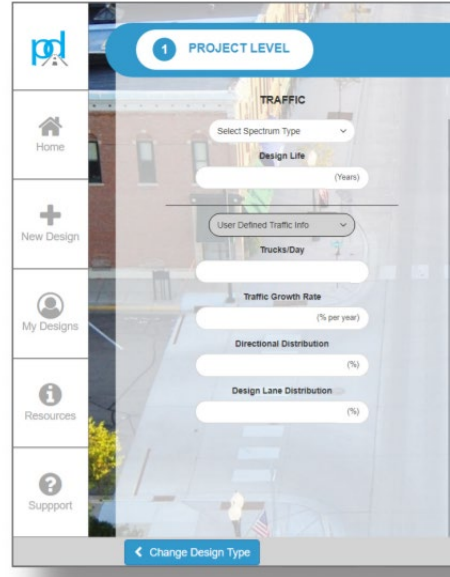 pd
1 PROJECT LEVEL
Home
New Design
My Designs
Resources
Suppport
TRAFFIC
Select Spectrum Type
Design Life
(Years)
User Defined Traffic Info
Trucks/Day
Traffic Growth Rate
(% per year)
Directional Distribution
(%)
Design Lane Distribution
(%)
Change Design Type